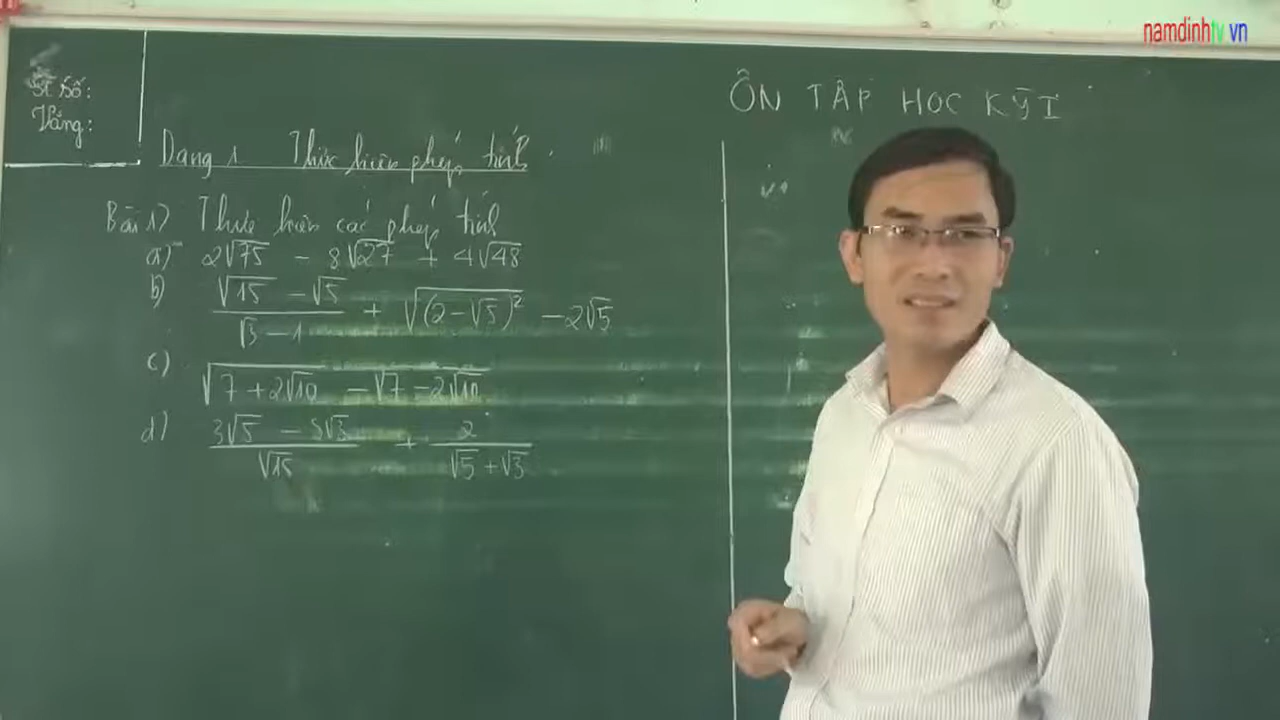 namdinhtv.vn
Sĩ Số:
Vắng:
ÔN TẬP HỌC KỲ I
Dạng 1 Thực hiện phép tính
Bài 1) Thực hiện các phép tính
a) 2√75 - 8√27 + 4√48
b) (√15 - √5)/(√3 - 1) + √((2 - √5)²) - 2√5
c) √(7 + 2√10) - √(7 - 2√10)
d) (3√5 - 5√3)/√15 + 2/(√5 + √3)